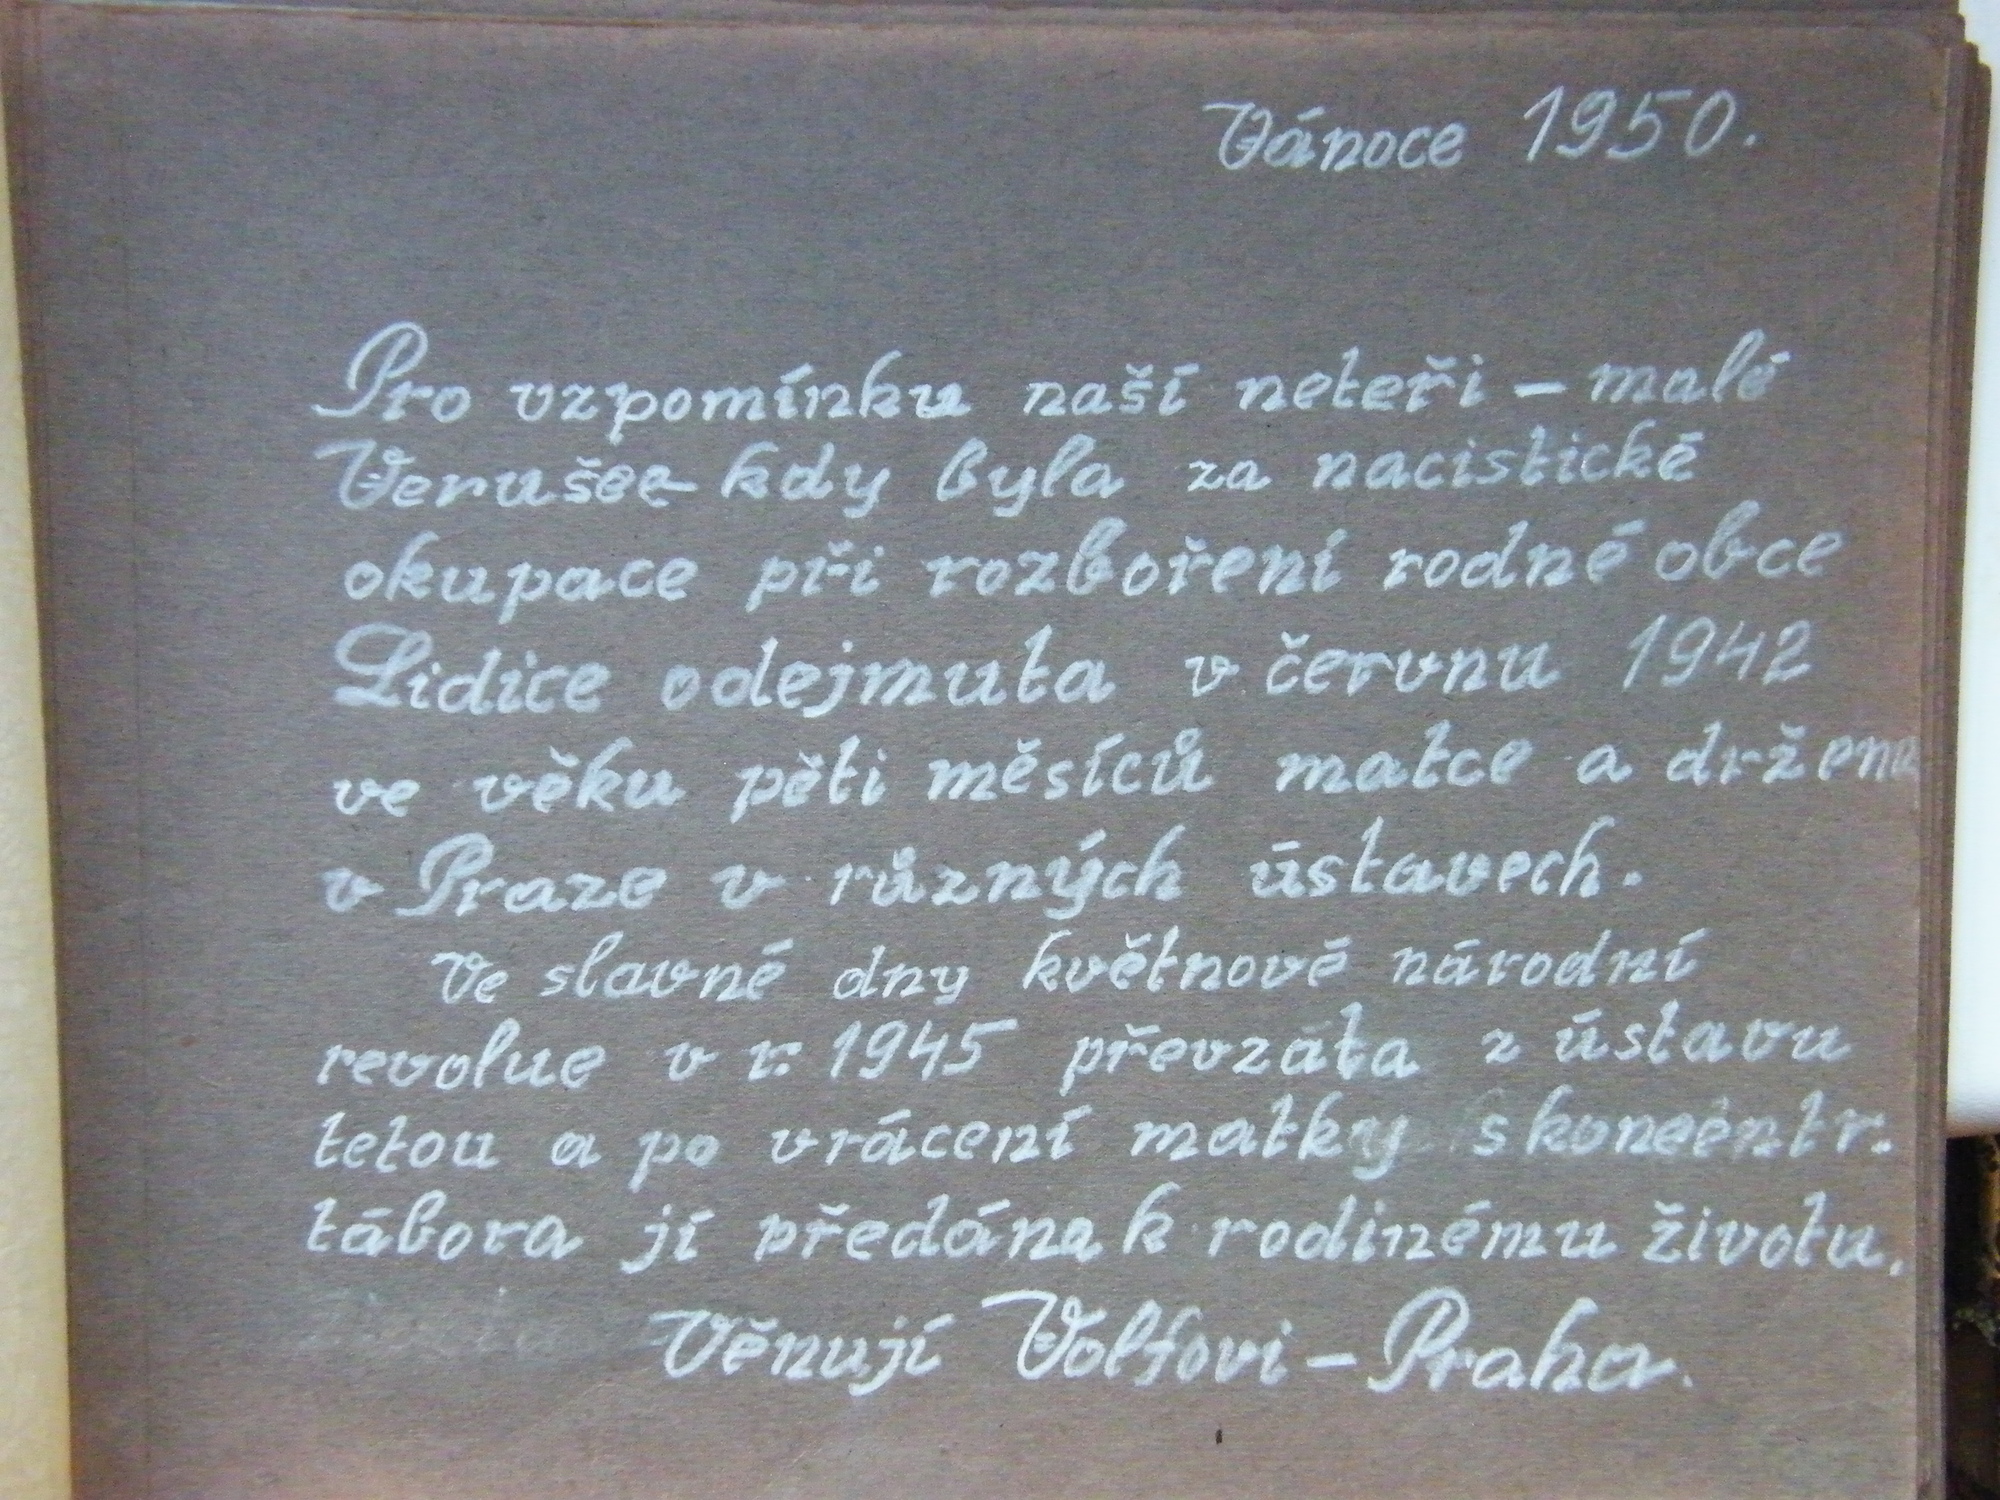 Vánoce 1950.
Pro vzpomínku naší neteři – malé
Verušce kdy byla za nacistické
okupace při rozboření rodné obce
Lidice odejmuta v červnu 1942
ve věku pěti měsíců matce a držena
v Praze v různých ústavech.
Ve slavné dny květnové národní
revoluce v r. 1945 převzata z ústavu
tetou a po vrácení matky s koncentr.
tábora jí předána k rodinému životu.
Věnují Volfovi – Praha.